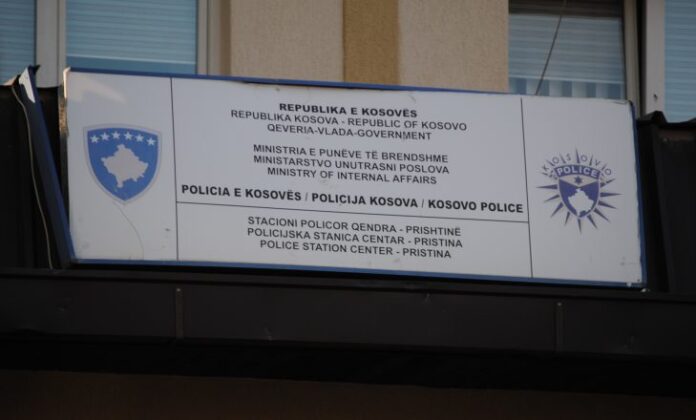 REPUBLIKA E KOSOVËS
REPUBLIKA KOSOVA - REPUBLIC OF KOSOVO
QEVERIA-VLADA-GOVERNMENT
MINISTRIA E PUNËVE TË BRENDSHME
MINISTARSTVO UNUTRASNI POSLOVA
MINISTRY OF INTERNAL AFFAIRS
POLICIA E KOSOVËS / POLICIJA KOSOVA / KOSOVO POLICE
STACIONI POLICOR QENDRA - PRISHTINË
POLICIJSKA STANICA CENTAR - PRISTINA
POLICE STATION CENTER - PRISTINA
KOSOVO
POLICE